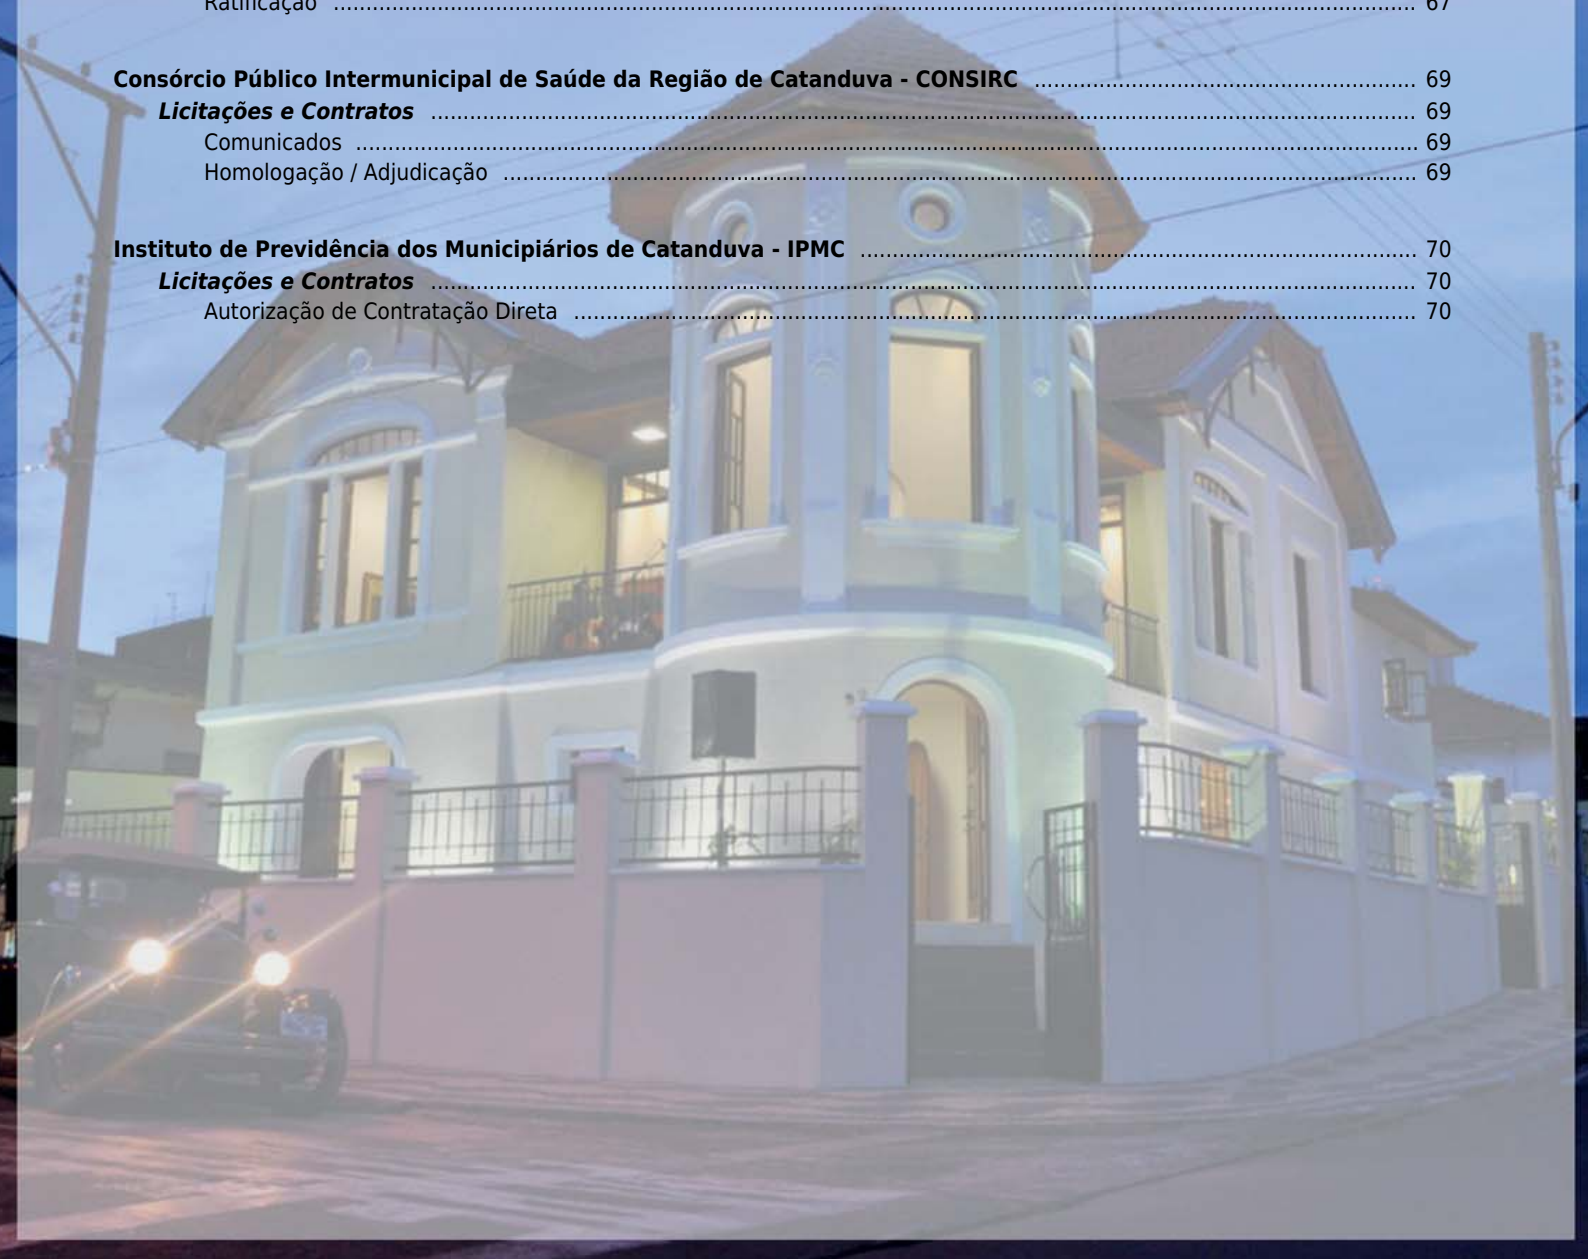 Ratificação ........ 67
Consórcio Público Intermunicipal de Saúde da Região de Catanduva - CONSIRC ........ 69
Licitações e Contratos ........ 69
Comunicados ........ 69
Homologação / Adjudicação ........ 69
Instituto de Previdência dos Municipiários de Catanduva - IPMC ........ 70
Licitações e Contratos ........ 70
Autorização de Contratação Direta ........ 70